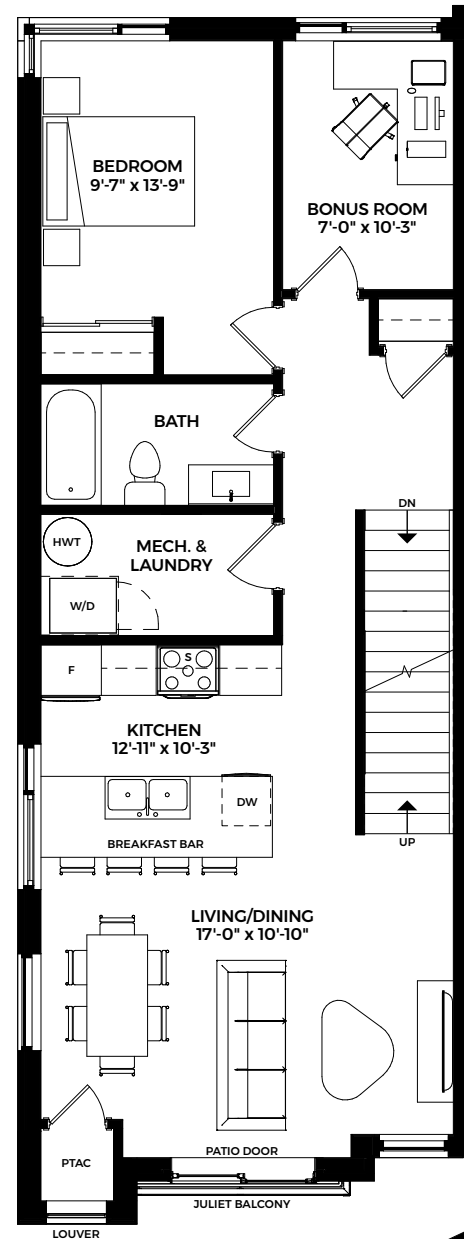 BEDROOM
9'-7" x 13'-9"
BONUS ROOM
7'-0" x 10'-3"
BATH
DN
HWT
MECH. &
LAUNDRY
W/D
F
S
KITCHEN
12'-11" x 10'-3"
DW
UP
BREAKFAST BAR
LIVING/DINING
17'-0" x 10'-10"
PATIO DOOR
PTAC
JULIET BALCONY
LOUVER